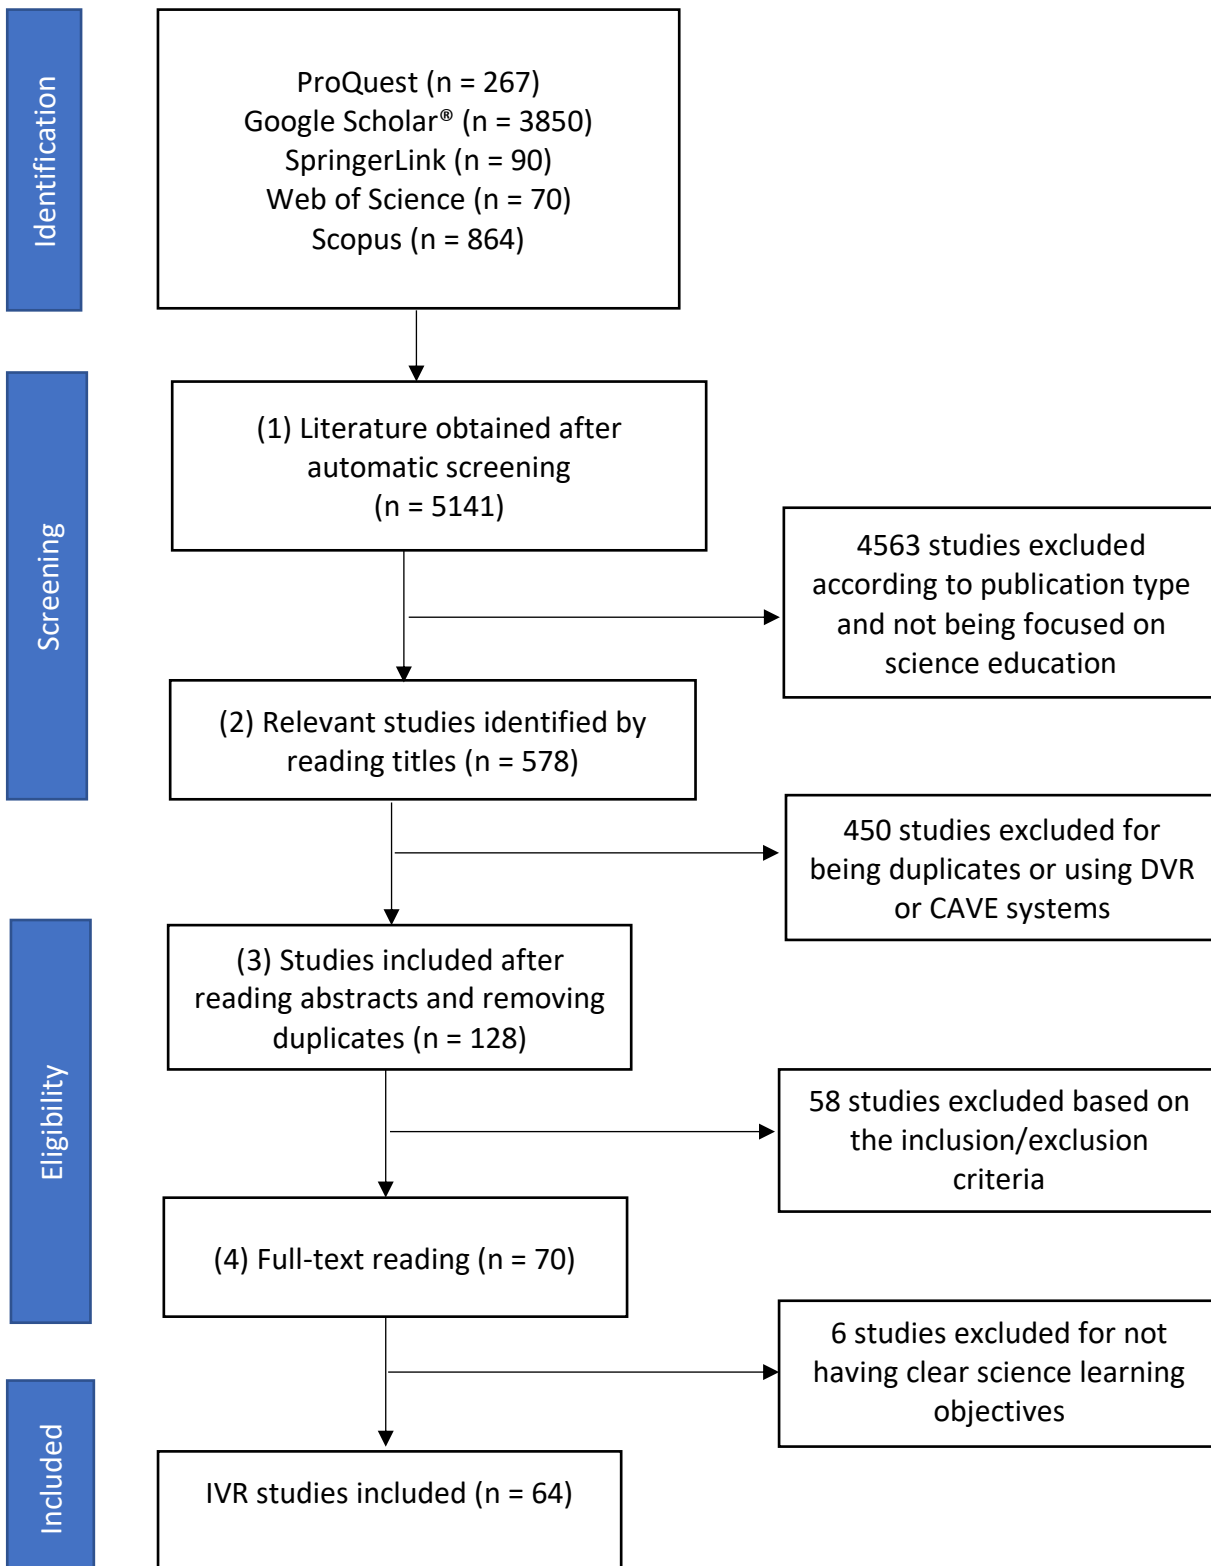 Identification
ProQuest (n = 267)
Google Scholar® (n = 3850)
SpringerLink (n = 90)
Web of Science (n = 70)
Scopus (n = 864)
Screening
(1) Literature obtained after
automatic screening
(n = 5141)
4563 studies excluded
according to publication type
and not being focused on
science education
(2) Relevant studies identified by
reading titles (n = 578)
450 studies excluded for
being duplicates or using DVR
or CAVE systems
Eligibility
(3) Studies included after
reading abstracts and removing
duplicates (n = 128)
58 studies excluded based on
the inclusion/exclusion
criteria
(4) Full-text reading (n = 70)
6 studies excluded for not
having clear science learning
objectives
Included
IVR studies included (n = 64)